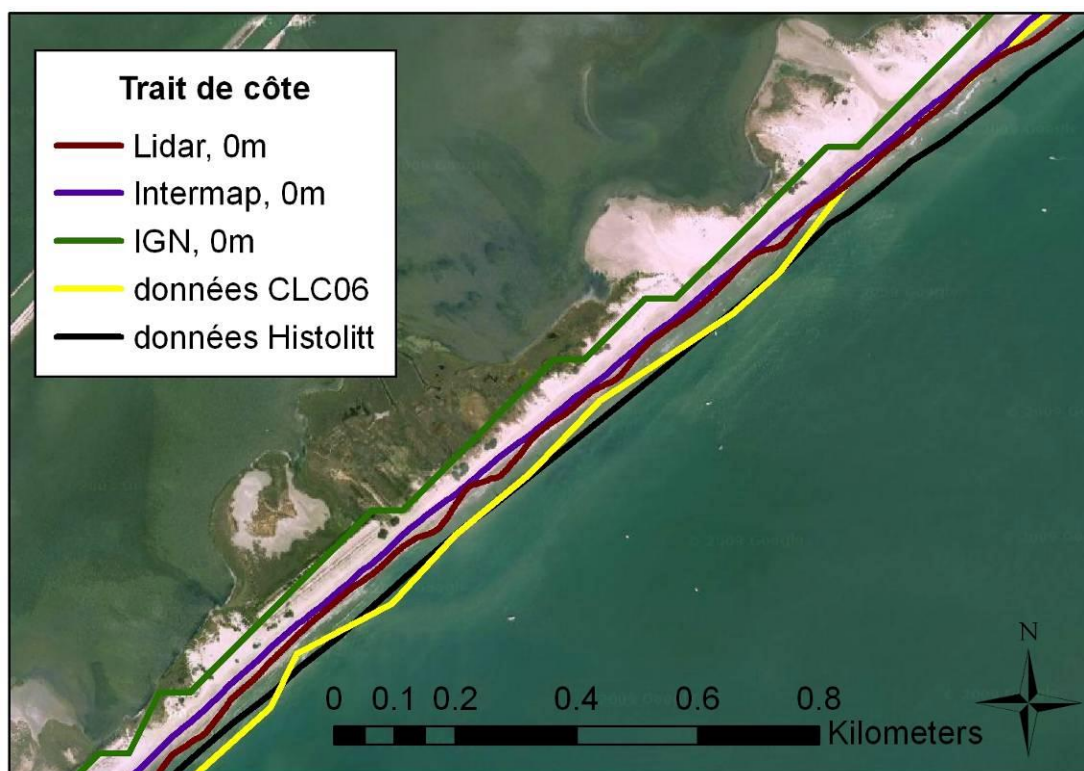 Trait de côte
Lidar, 0m
Intermap, 0m
IGN, 0m
données CLC06
données Histolitt
N
0 0.1 0.2 0.4 0.6 0.8
Kilometers